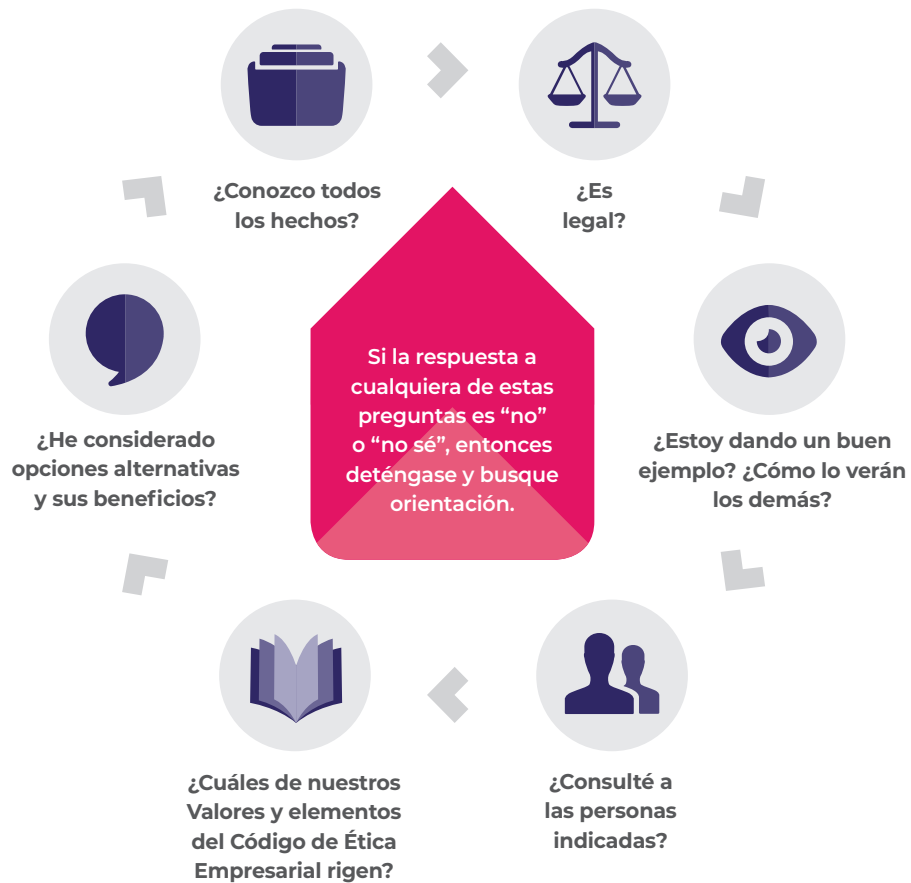 ¿Conozco todos
los hechos?
¿Es
legal?
Si la respuesta a
cualquiera de estas
preguntas es “no”
o “no sé”, entonces
deténgase y busque
orientación.
¿He considerado
opciones alternativas
y sus beneficios?
¿Estoy dando un buen
ejemplo? ¿Cómo lo verán
los demás?
¿Cuáles de nuestros
Valores y elementos
del Código de Ética
Empresarial rigen?
¿Consulté a
las personas
indicadas?